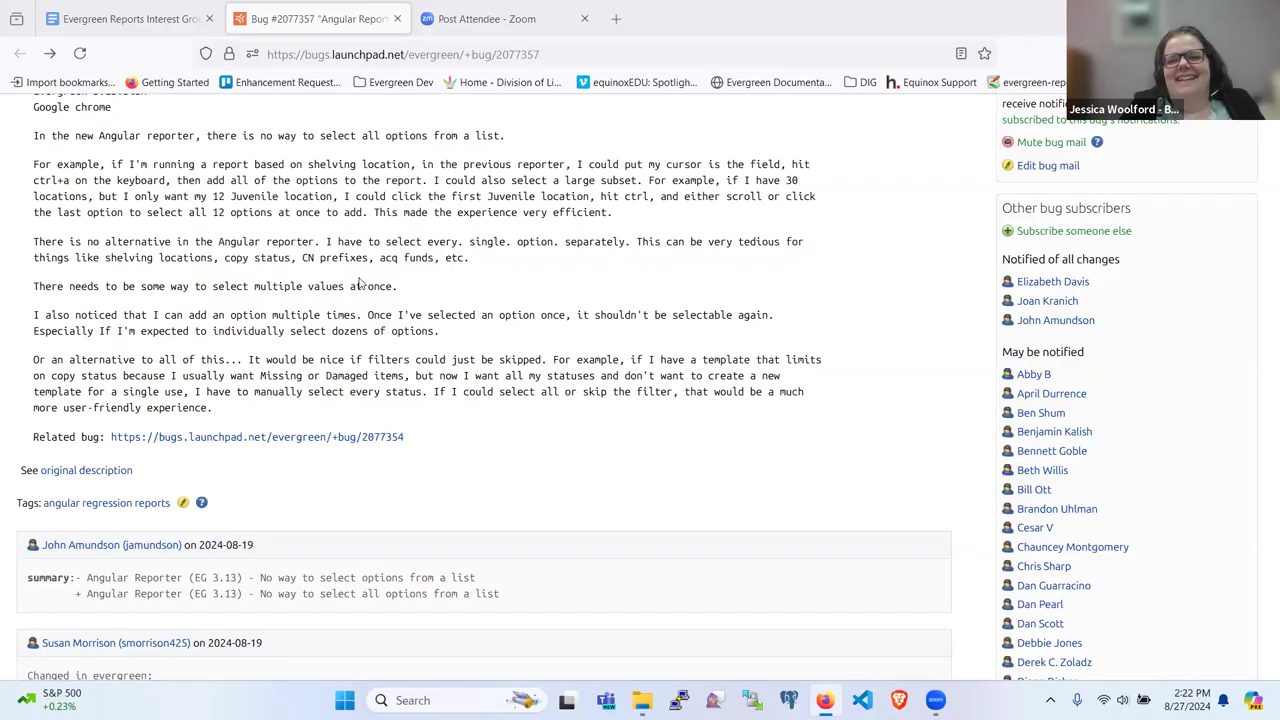 Evergreen Reports Interest Grou
Bug #2077357 "Angular Repor
Post Attendee - Zoom
https://bugs.launchpad.net/evergreen/+bug/2077357
Import bookmarks...
Getting Started
Enhancement Request...
Evergreen Dev
Home - Division of Li...
equinoxEDU: Spotligh...
Evergreen Documenta...
DIG
Equinox Support
evergreen-rep
Jessica Woolford - B...
Google chrome
In the new Angular reporter, there is no way to select all options from a list.
For example, if I'm running a report based on shelving location, in the previous reporter, I could put my cursor is the field, hit
ctrl+a on the keyboard, then add all of the options to the report. I could also select a large subset. For example, if I have 30
locations, but I only want my 12 Juvenile location, I could click the first Juvenile location, hit ctrl, and either scroll or click
the last option to select all 12 options at once to add. This made the experience very efficient.
There is no alternative in the Angular reporter. I have to select every. single. option. separately. This can be very tedious for
things like shelving locations, copy status, CN prefixes, acq funds, etc.
There needs to be some way to select multiple values at once.
I also noticed that I can add an option multiple times. Once I've selected an option once, it shouldn't be selectable again.
Especially If I'm expected to individually select dozens of options.
Or an alternative to all of this... It would be nice if filters could just be skipped. For example, if I have a template that limits
on copy status because I usually want Missing or Damaged items, but now I want all my statuses and don't want to create a new
template for a single use, I have to manually select every status. If I could select all or skip the filter, that would be a much
more user-friendly experience.
Related bug: https://bugs.launchpad.net/evergreen/+bug/2077354
See original description
Tags: angular regression reports
John Amundson (jamundson) on 2024-08-19
summary:- Angular Reporter (EG 3.13) - No way to select options from a list
+ Angular Reporter (EG 3.13) - No way to select all options from a list
Susan Morrison (smorrison425) on 2024-08-19
Changed in evergreen:
receive notifi
subscribed to this bug's notifications.
Mute bug mail
Edit bug mail
Other bug subscribers
Subscribe someone else
Notified of all changes
Elizabeth Davis
Joan Kranich
John Amundson
May be notified
Abby B
April Durrence
Ben Shum
Benjamin Kalish
Bennett Goble
Beth Willis
Bill Ott
Brandon Uhlman
Cesar V
Chauncey Montgomery
Chris Sharp
Dan Guarracino
Dan Pearl
Dan Scott
Debbie Jones
Derek C. Zoladz
S&P 500
+0.23%
Search
2:22 PM
8/27/2024